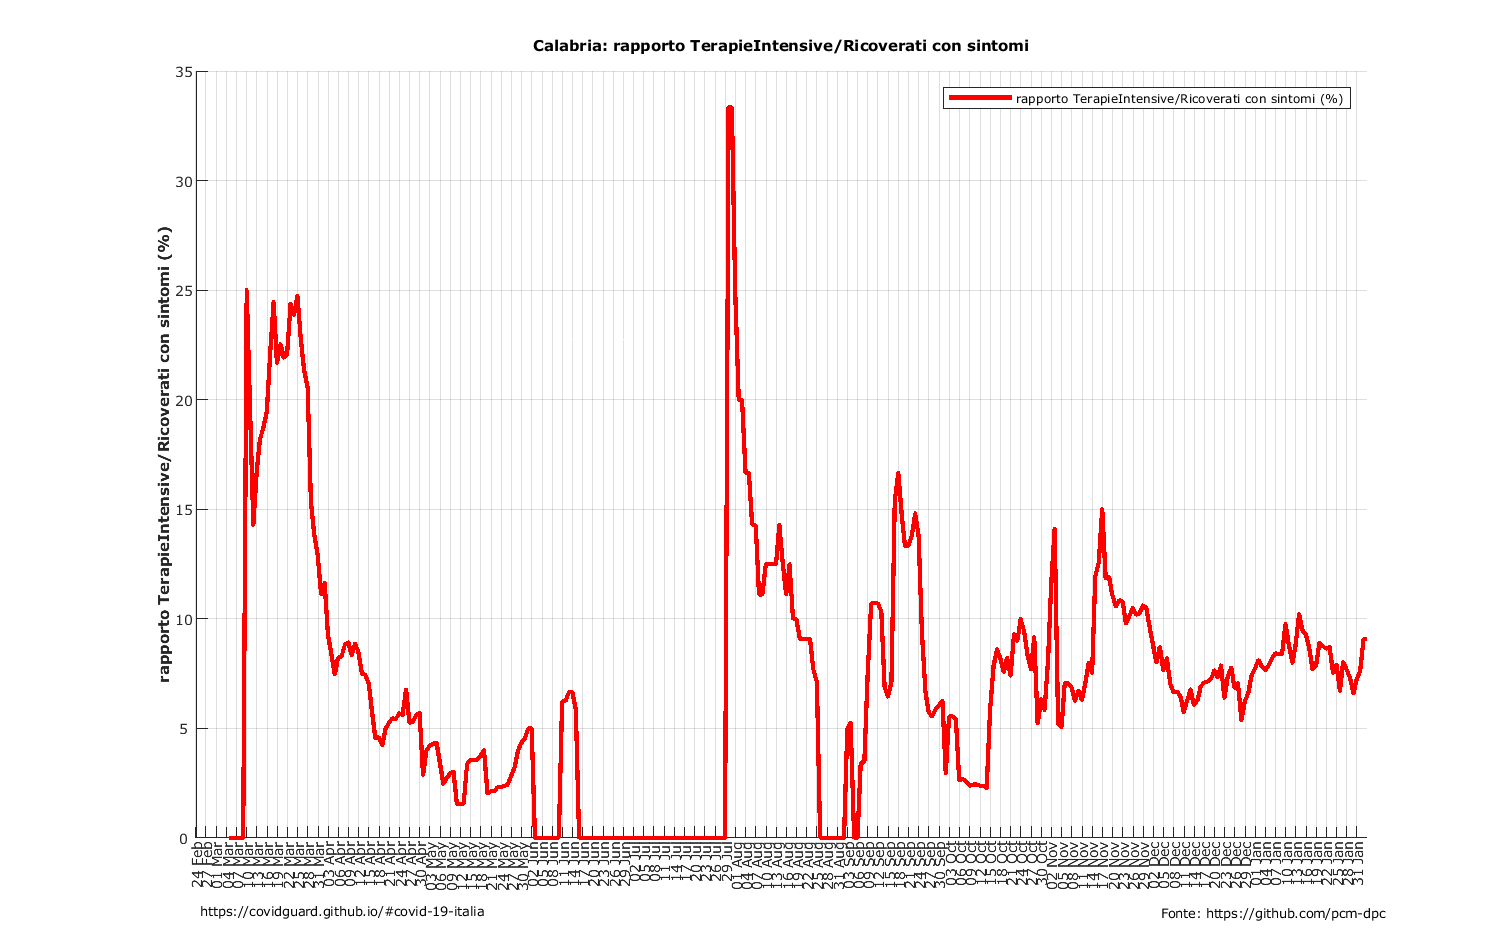 Calabria: rapporto TerapieIntensive/Ricoverati con sintomi
rapporto TerapieIntensive/Ricoverati con sintomi (%)
rapporto TerapieIntensive/Ricoverati con sintomi (%)
35
30
25
20
15
10
5
0
24 Feb
27 Feb
01 Mar
04 Mar
07 Mar
10 Mar
13 Mar
16 Mar
19 Mar
22 Mar
25 Mar
28 Mar
31 Mar
03 Apr
06 Apr
09 Apr
12 Apr
15 Apr
18 Apr
21 Apr
24 Apr
27 Apr
30 Apr
03 May
06 May
09 May
12 May
15 May
18 May
21 May
24 May
27 May
30 May
02 Jun
05 Jun
08 Jun
11 Jun
14 Jun
17 Jun
20 Jun
23 Jun
26 Jun
29 Jun
02 Jul
05 Jul
08 Jul
11 Jul
14 Jul
17 Jul
20 Jul
23 Jul
26 Jul
29 Jul
01 Aug
04 Aug
07 Aug
10 Aug
13 Aug
16 Aug
19 Aug
22 Aug
25 Aug
28 Aug
31 Aug
03 Sep
06 Sep
09 Sep
12 Sep
15 Sep
18 Sep
21 Sep
24 Sep
27 Sep
30 Sep
03 Oct
06 Oct
09 Oct
12 Oct
15 Oct
18 Oct
21 Oct
24 Oct
27 Oct
30 Oct
02 Nov
05 Nov
08 Nov
11 Nov
14 Nov
17 Nov
20 Nov
23 Nov
26 Nov
29 Nov
02 Dec
05 Dec
08 Dec
11 Dec
14 Dec
17 Dec
20 Dec
23 Dec
26 Dec
29 Dec
01 Jan
04 Jan
07 Jan
10 Jan
13 Jan
16 Jan
19 Jan
22 Jan
25 Jan
28 Jan
31 Jan
https://covidguard.github.io/#covid-19-italia
Fonte: https://github.com/pcm-dpc